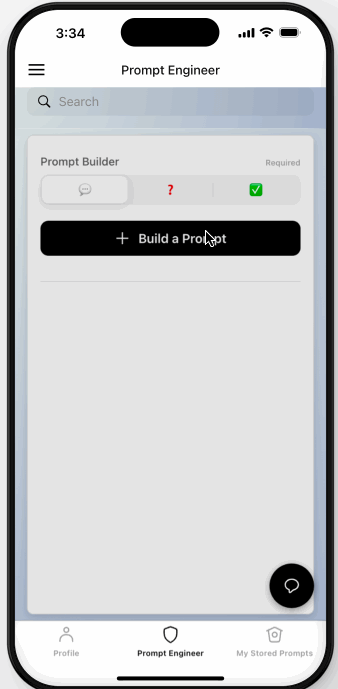 3:34
Prompt Engineer
Search
Prompt Builder
Required
Build a Prompt
Profile
Prompt Engineer
My Stored Prompts